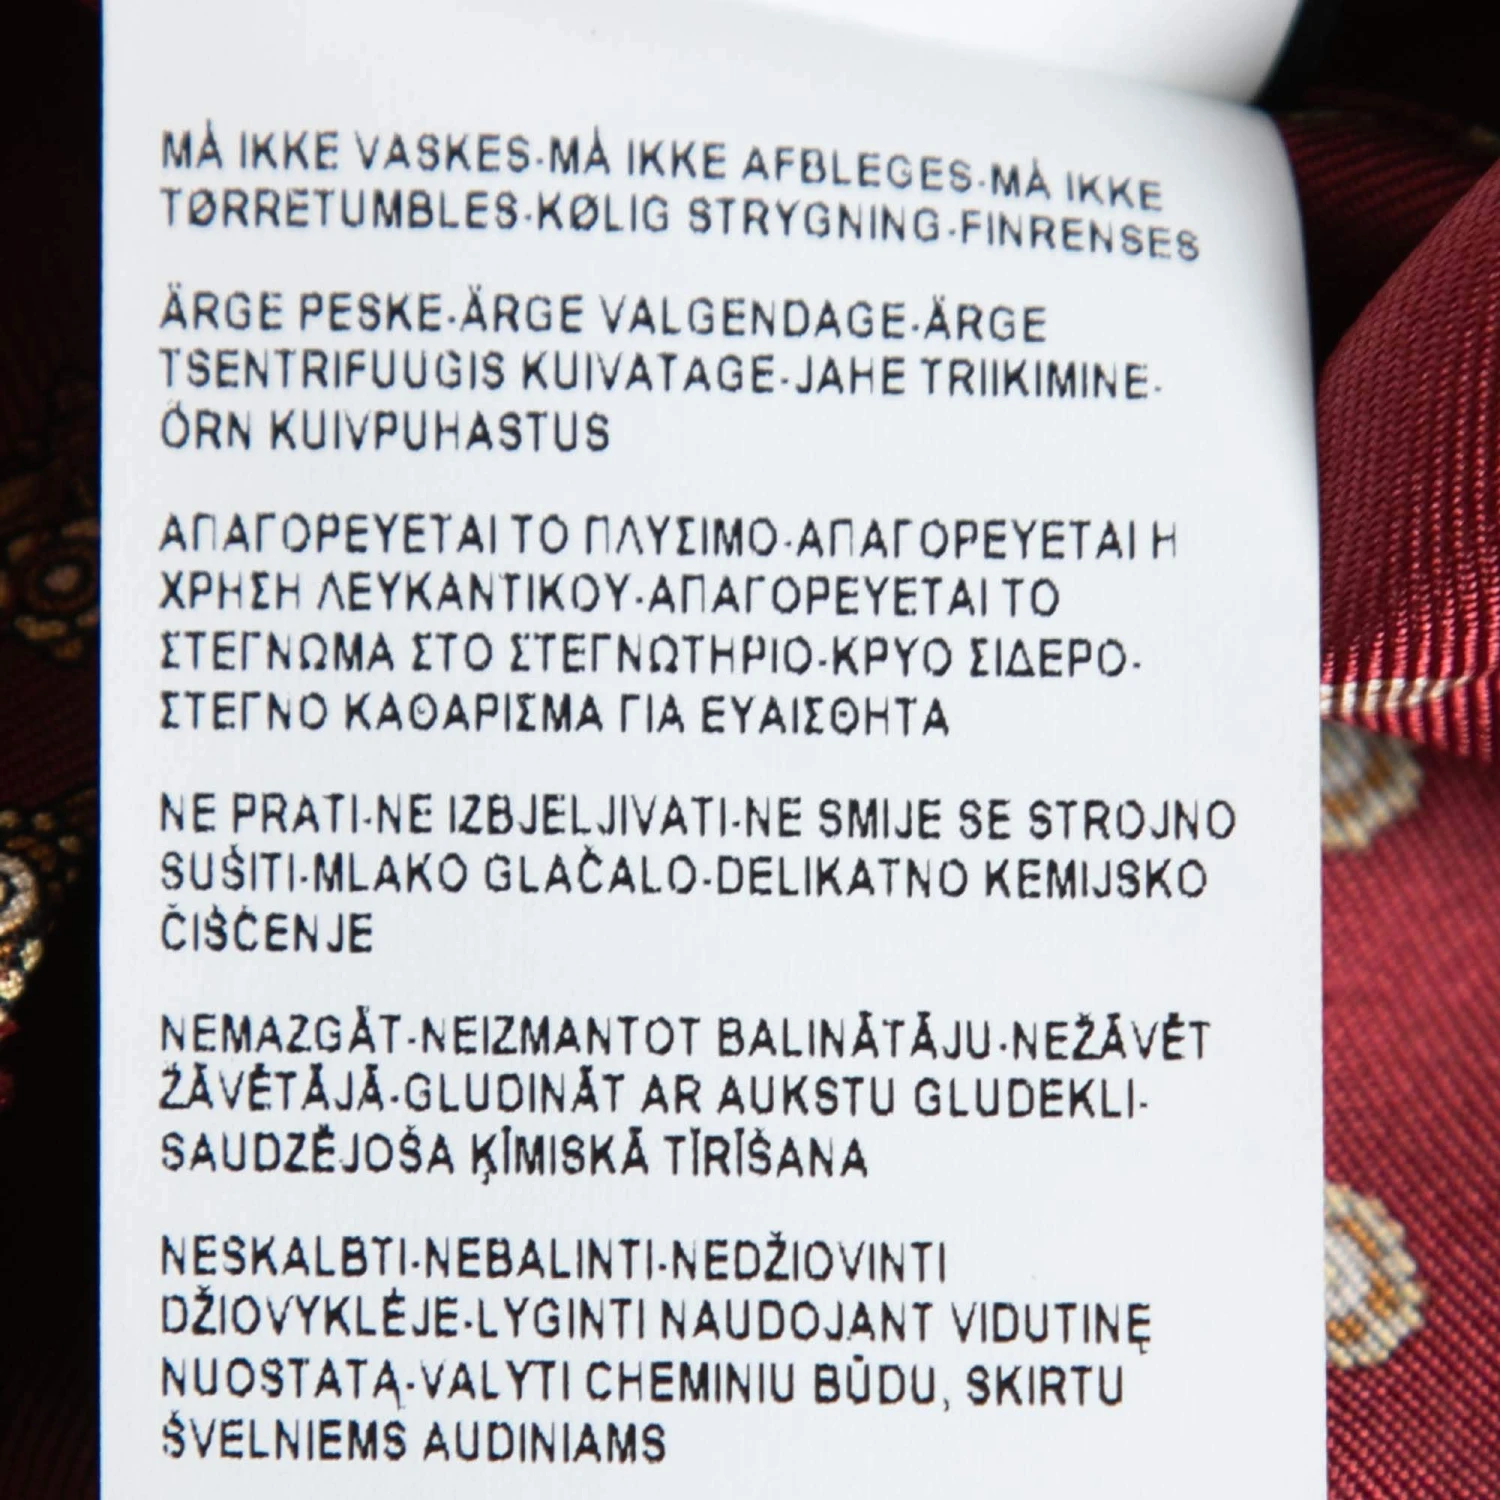 MÅ IKKE VASKES-MÅ IKKE AFBLEGES-MÅ IKKE
TØRRETUMBLES-KØLIG STRYGNING-FINRENSES
ÄRGE PESKE-ÄRGE VALGENDAGE-ÄRGE
TSENTRIFUUGIS KUIVATAGE-JAHE TRIIKIMINE-
ÕRN KUIVPUHASTUS
ΑΠΑΓΟΡΕΥΕΤΑΙ ΤΟ ΠΛΥΣΙΜΟ-ΑΠΑΓΟΡΕΥΕΤΑΙ Η
ΧΡΗΣΗ ΛΕΥΚΑΝΤΙΚΟΥ-ΑΠΑΓΟΡΕΥΕΤΑΙ ΤΟ
ΣΤΕΓΝΩΜΑ ΣΤΟ ΣΤΕΓΝΩΤΗΡΙΟ-ΚΡΥΟ ΣΙΔΕΡΟ-
ΣΤΕΓΝΟ ΚΑΘΑΡΙΣΜΑ ΓΙΑ ΕΥΑΙΣΘΗΤΑ
NE PRATI-NE IZBJELJIVATI-NE SMIJE SE STROJNO
SUŠITI-MLAKO GLAČALO-DELIKATNO KEMIJSKO
ČIŠĆENJE
NEMAZGĀT-NEIZMANTOT BALINĀTĀJU-NEŽĀVĒT
ŽĀVĒTĀJĀ-GLUDINĀT AR AUKSTU GLUDEKLI-
SAUDZĒJOŠA ĶĪMISKĀ TĪRĪŠANA
NESKALBTI-NEBALINTI-NEDŽIOVINTI
DŽIOVYKLĖJE-LYGINTI NAUDOJANT VIDUTINĘ
NUOSTATĄ-VALYTI CHEMINIU BŪDU, SKIRTU
ŠVELNIEMS AUDINIAMS